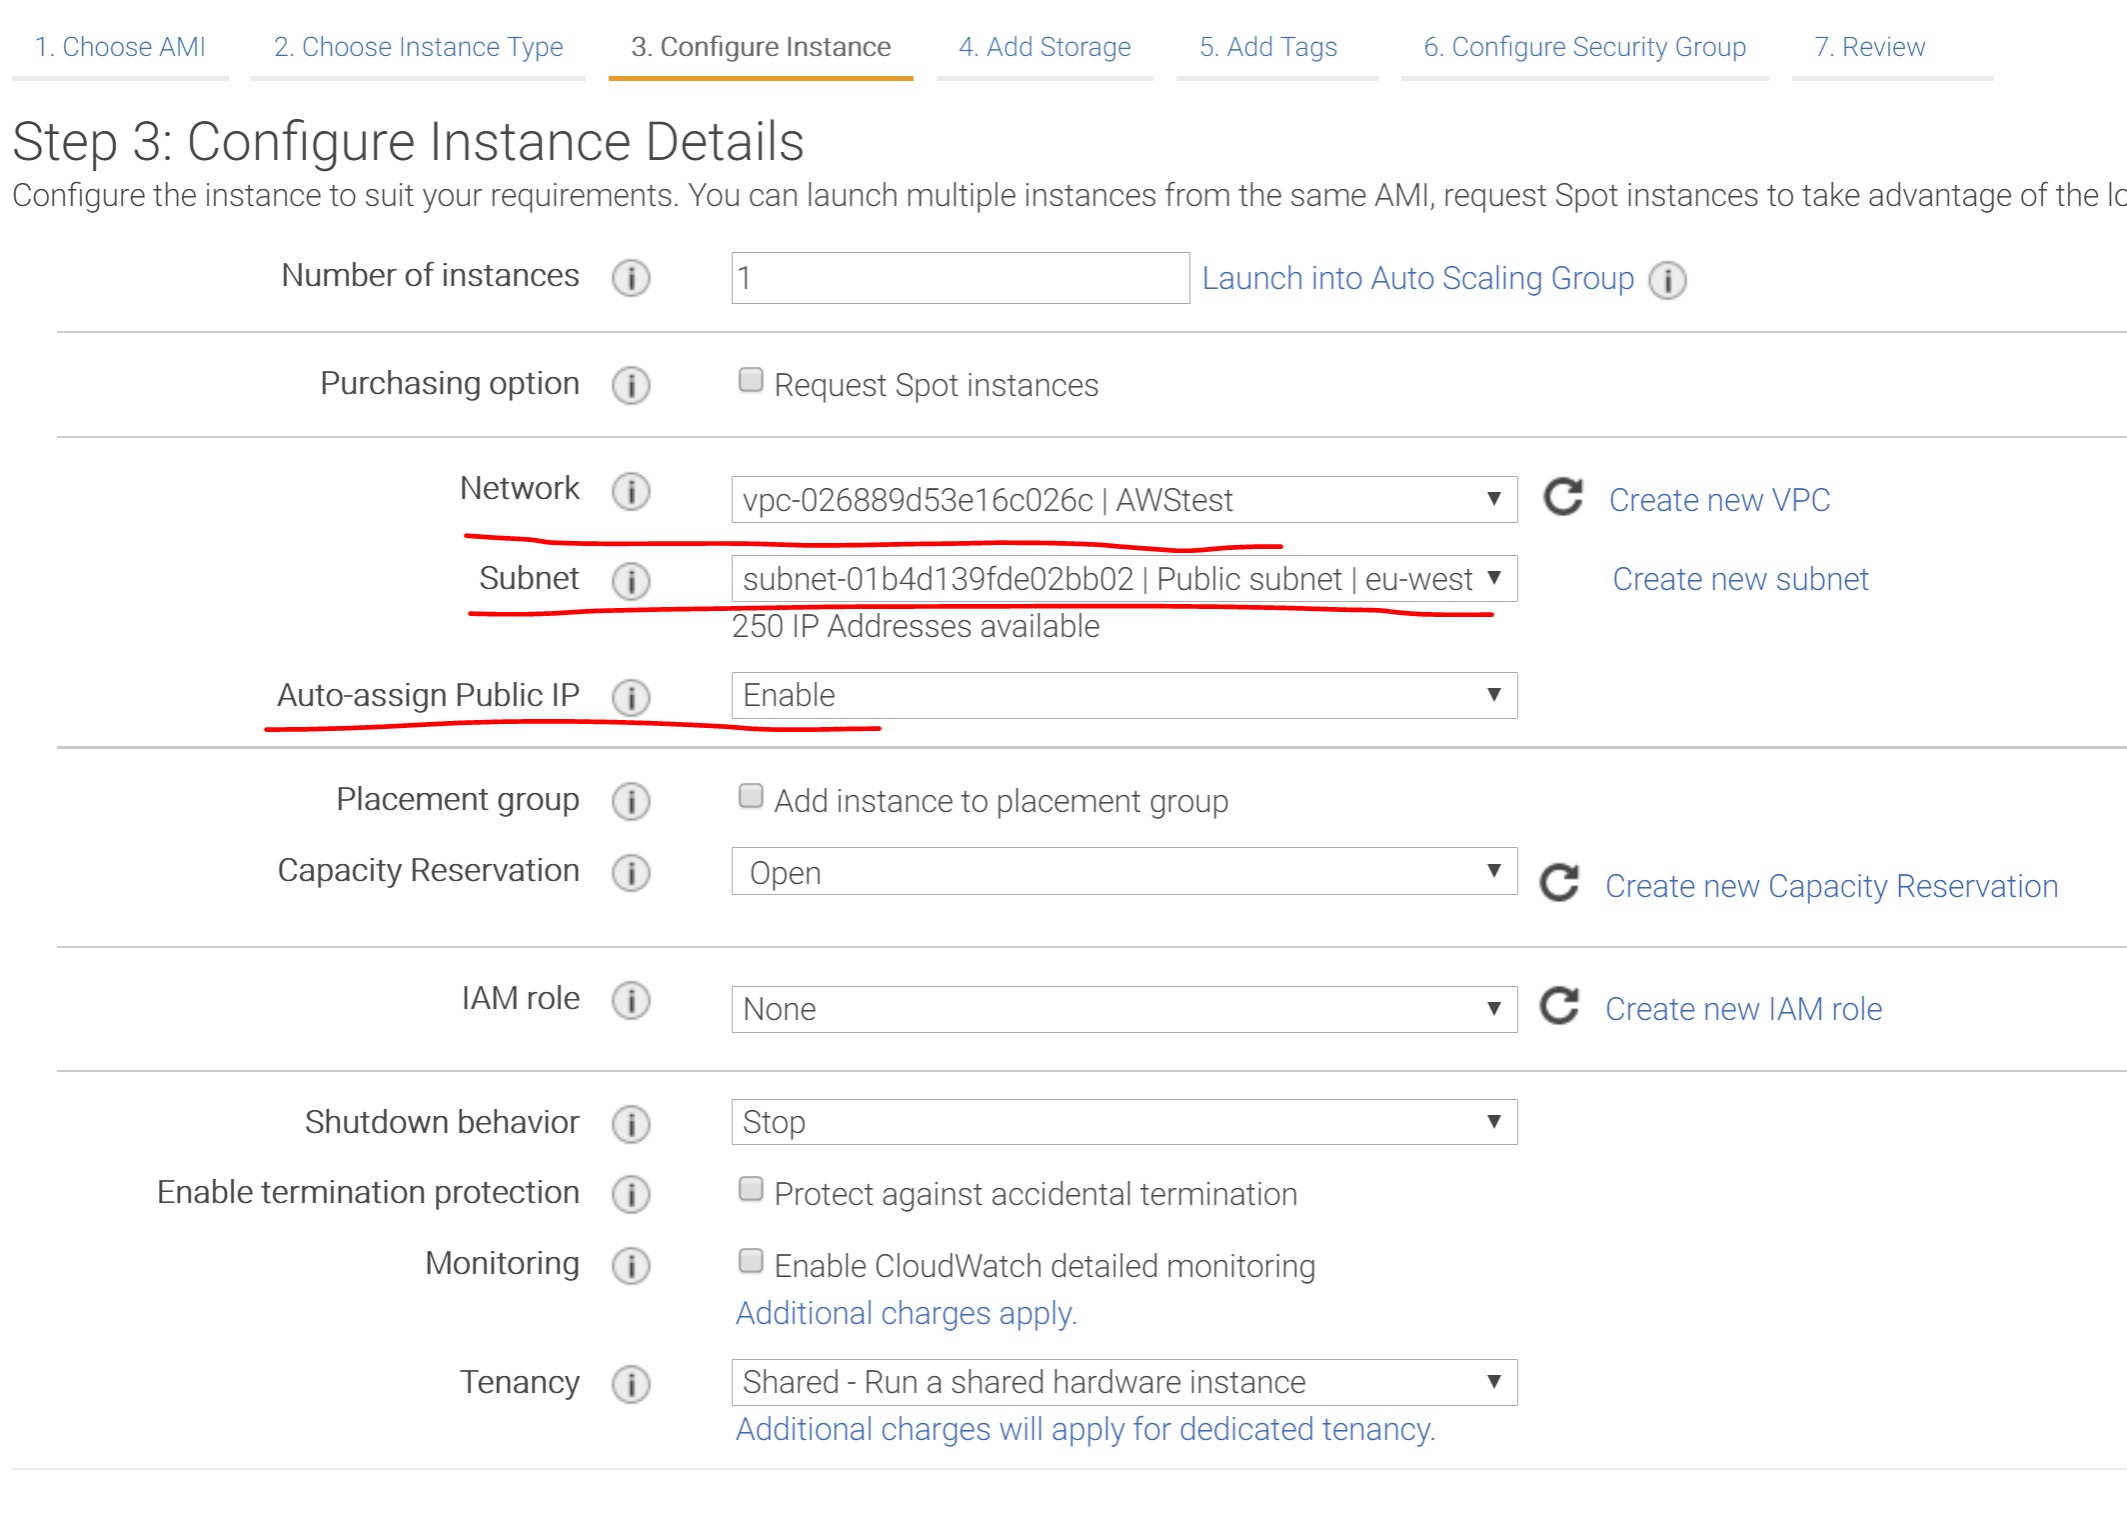 1. Choose AMI 2. Choose Instance Type 3. Configure Instance 4. Add Storage 5. Add Tags 6. Configure Security Group 7. Review
Step 3: Configure Instance Details
Configure the instance to suit your requirements. You can launch multiple instances from the same AMI, request Spot instances to take advantage of the lo
Number of instances 1 Launch into Auto Scaling Group
Purchasing option Request Spot instances
Network vpc-026889d53e16c026c | AWStest Create new VPC
Subnet subnet-01b4d139fde02bb02 | Public subnet | eu-west Create new subnet
250 IP Addresses available
Auto-assign Public IP Enable
Placement group Add instance to placement group
Capacity Reservation Open Create new Capacity Reservation
IAM role None Create new IAM role
Shutdown behavior Stop
Enable termination protection Protect against accidental termination
Monitoring Enable CloudWatch detailed monitoring
Additional charges apply.
Tenancy Shared - Run a shared hardware instance
Additional charges will apply for dedicated tenancy.